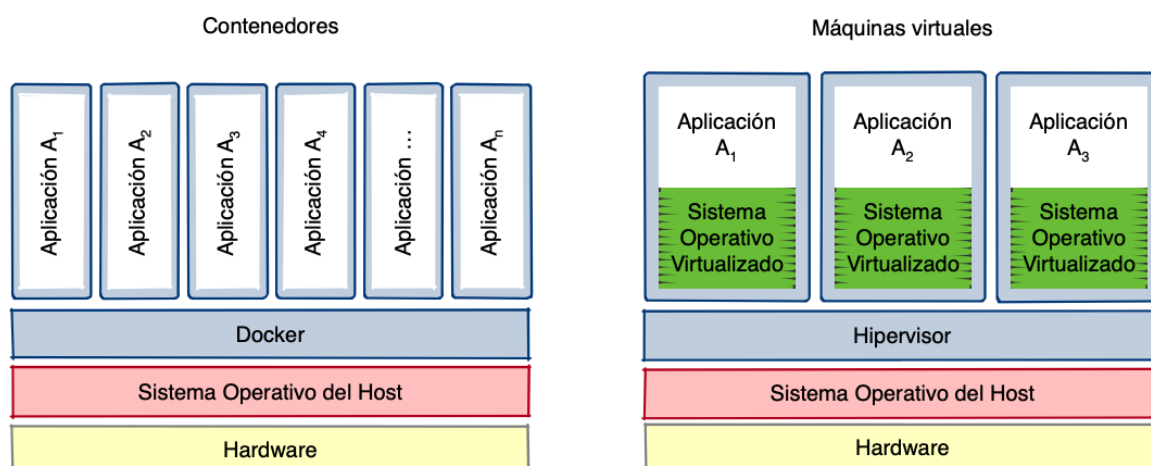 Contenedores
Aplicación A₁
Aplicación A₂
Aplicación A₃
Aplicación A₄
Aplicación ...
Aplicación Aₙ
Docker
Sistema Operativo del Host
Hardware
Máquinas virtuales
Aplicación
A₁
Sistema
Operativo
Virtualizado
Aplicación
A₂
Sistema
Operativo
Virtualizado
Aplicación
A₃
Sistema
Operativo
Virtualizado
Hipervisor
Sistema Operativo del Host
Hardware